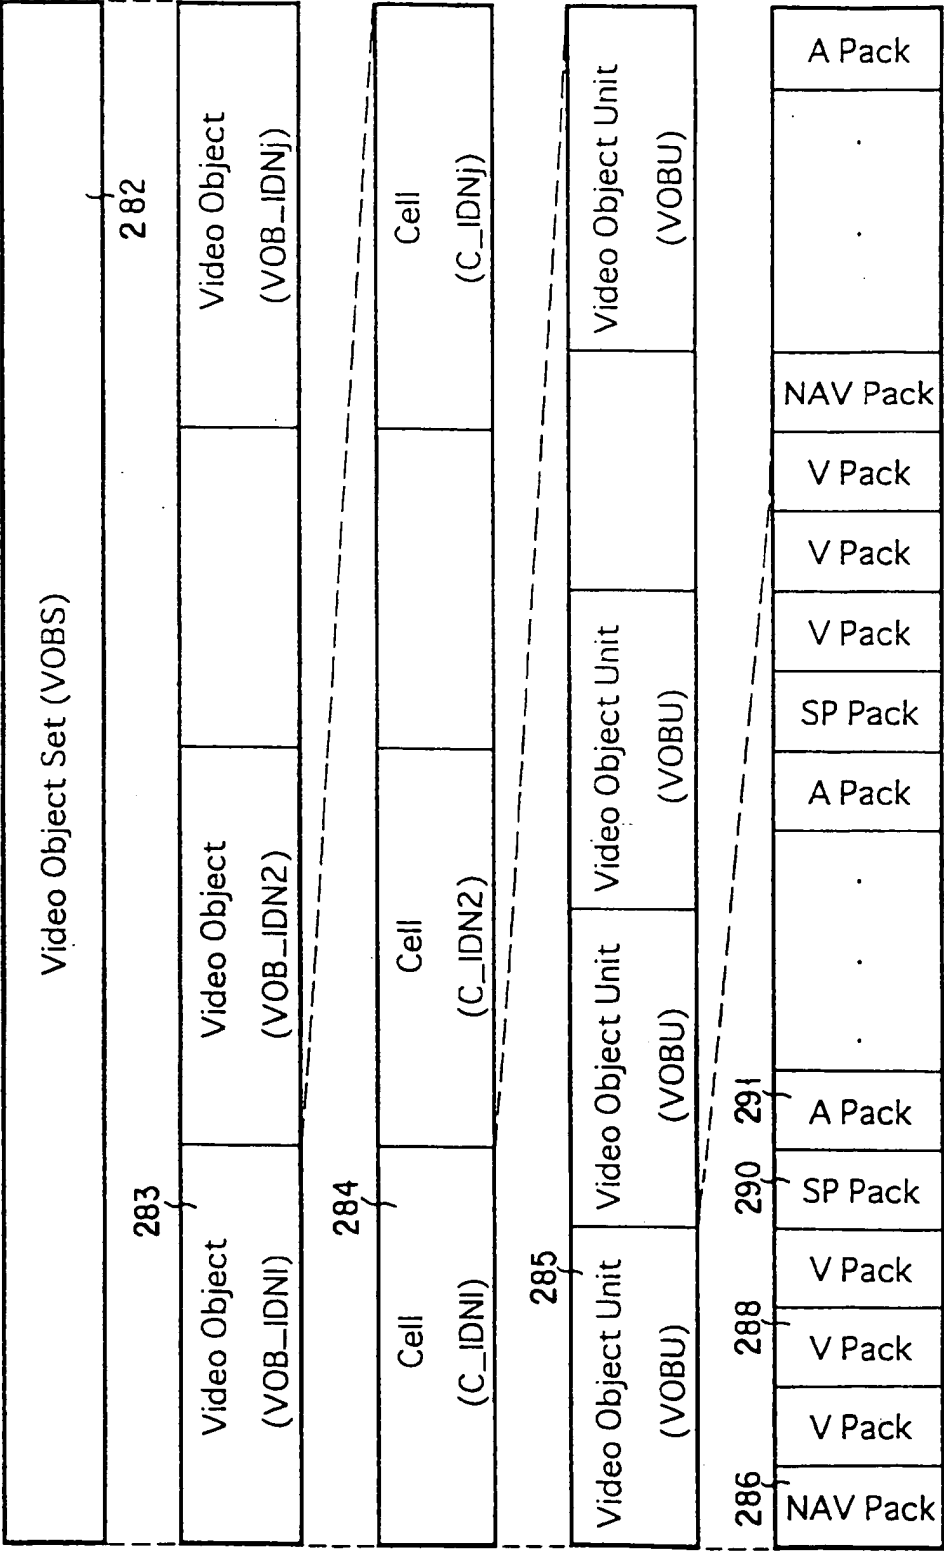 Video Object Set (VOBS)
282
283
Video Object
(VOB_IDN1)
Video Object
(VOB_IDN2)
Video Object
(VOB_IDNj)
284
Cell
(C_IDN1)
Cell
(C_IDN2)
Cell
(C_IDNj)
285
Video Object Unit
(VOBU)
Video Object Unit
(VOBU)
Video Object Unit
(VOBU)
Video Object Unit
(VOBU)
286
288
290
291
NAV Pack
V Pack
V Pack
V Pack
SP Pack
A Pack
. . .
A Pack
SP Pack
V Pack
V Pack
V Pack
NAV Pack
. .
A Pack